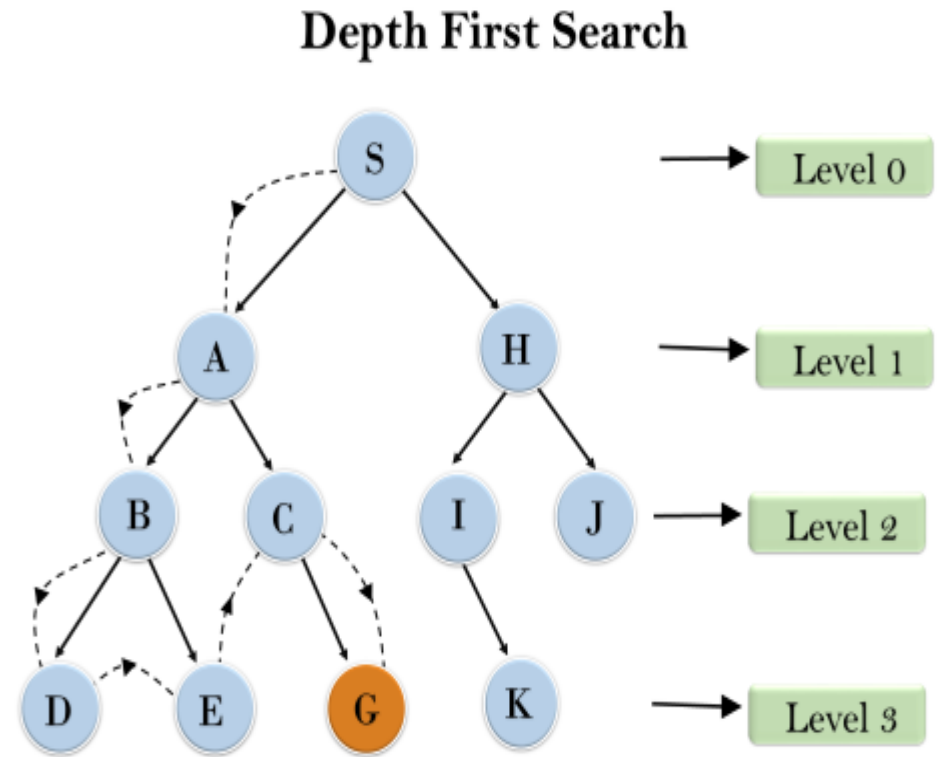 Depth First Search
S
Level 0
A
H
Level 1
B
C
I
J
Level 2
D
E
G
K
Level 3